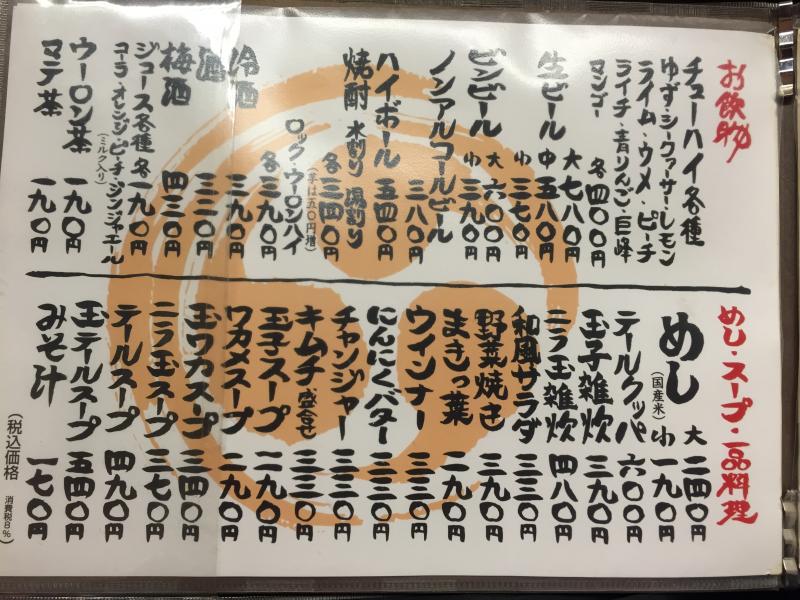 お飲物
チューハイ各種
ゆず・シークァーサー・レモン
ライム・ウメ・ピーチ
ライチ・青りんご・巨峰
マンゴー 各四〇〇円
生ビール 大 七八〇円
中 五八〇円
小 三七〇円
ビンビール 大 六〇〇円
小 三九〇円
ノンアルコールビール 二八〇円
ハイボール 五四〇円
焼酎 水割り 湯割り 各三四〇円
(芋は五〇円増)
ロック・ウーロンハイ 各三九〇円
冷酒 三九〇円
酒 三二〇円
梅酒 四三〇円
ジュース各種 各一九〇円
コーラ・オレンジ・ピーチ・ジンジャエール
(ミルク入り)
ウーロン茶 一九〇円
マテ茶 一九〇円
めし・スープ・一品料理
めし 大 二四〇円
(国産米) 小 一九〇円
テールクッパ 六〇〇円
玉子雑炊 三九〇円
ニラ玉雑炊 四八〇円
和風サラダ 三三〇円
野菜焼き 三九〇円
まきっ葉 二九〇円
ウインナー 三三〇円
にんにくバター 三三〇円
チャンジャー 三三〇円
キムチ(盛合せ) 三三〇円
玉子スープ 二九〇円
ワカメスープ 二九〇円
玉ワカスープ 三四〇円
ニラ玉スープ 三七〇円
テールスープ 四九〇円
玉テールスープ 五四〇円
みそ汁 一七〇円
(税込価格 消費税8%)